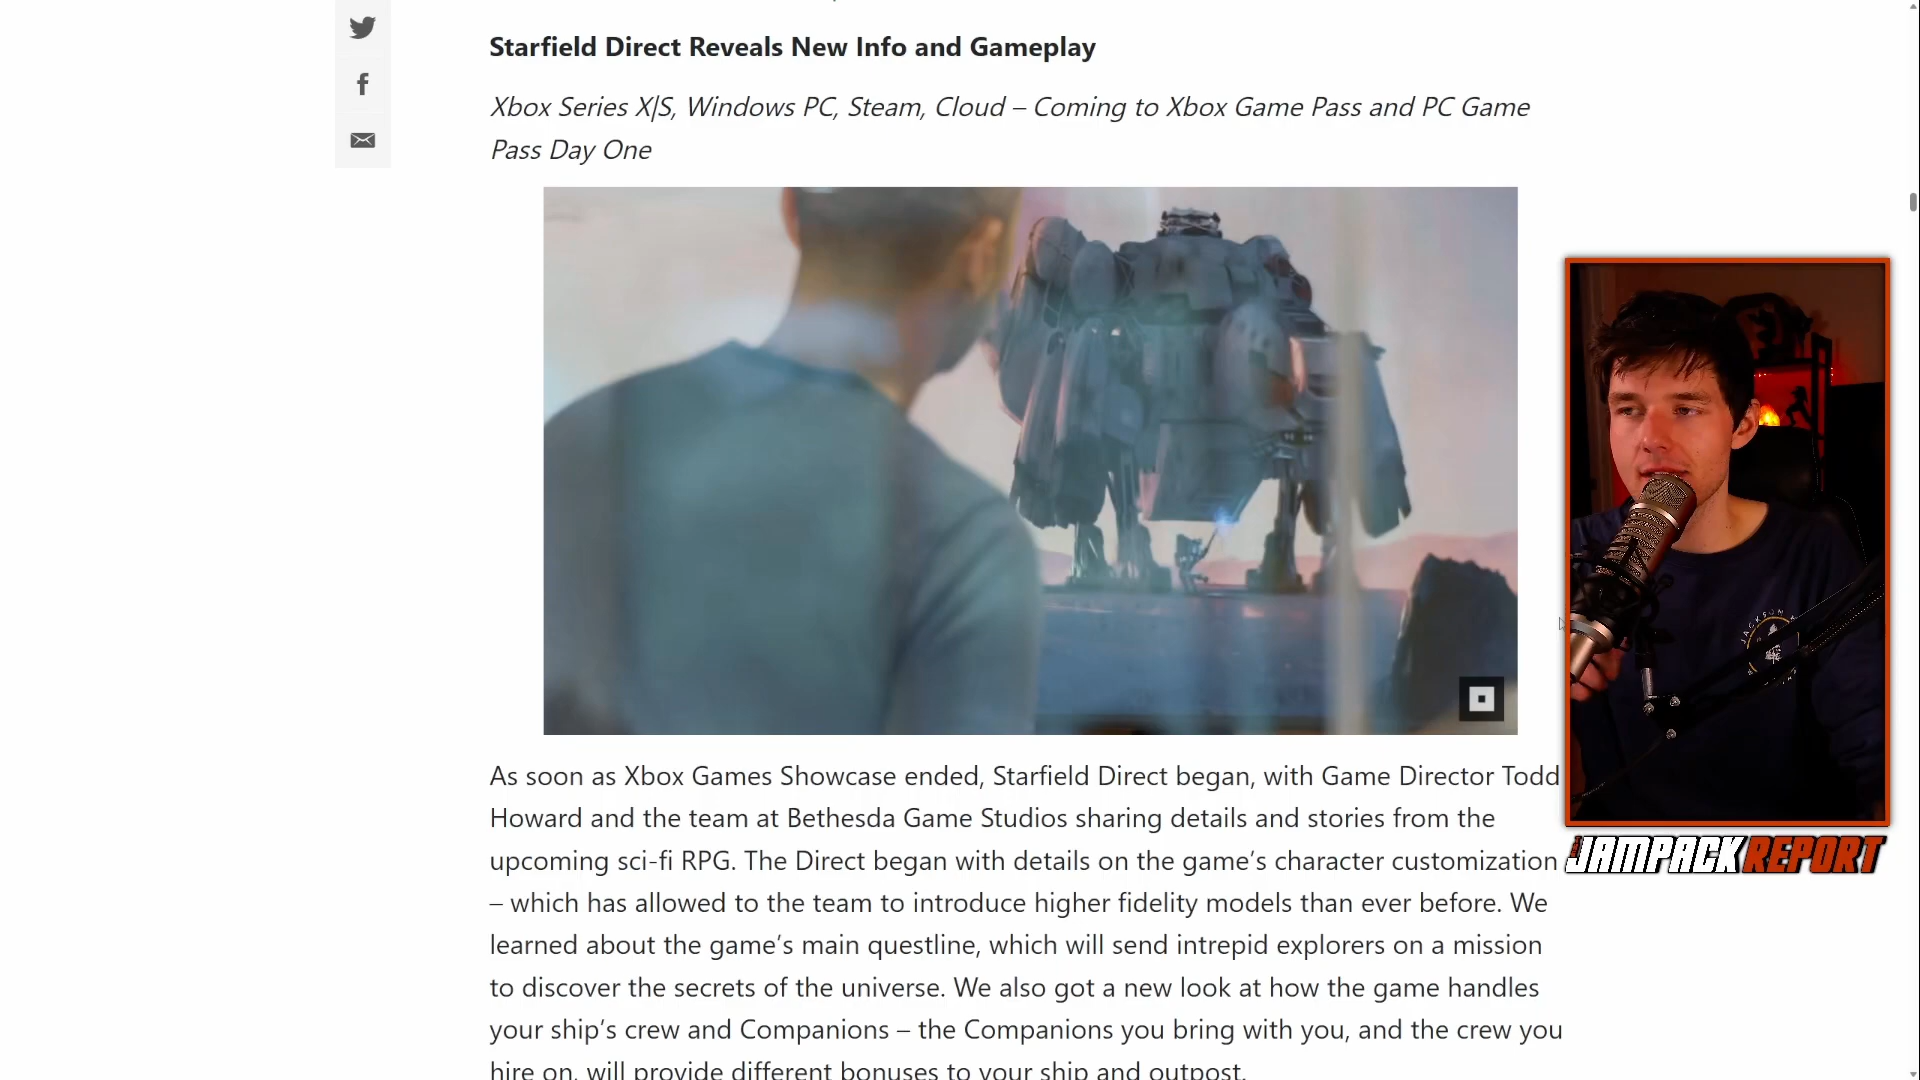 Starfield Direct Reveals New Info and Gameplay
Xbox Series X|S, Windows PC, Steam, Cloud – Coming to Xbox Game Pass and PC Game
Pass Day One
As soon as Xbox Games Showcase ended, Starfield Direct began, with Game Director Todd
Howard and the team at Bethesda Game Studios sharing details and stories from the
upcoming sci-fi RPG. The Direct began with details on the game’s character customization
– which has allowed to the team to introduce higher fidelity models than ever before. We
learned about the game’s main questline, which will send intrepid explorers on a mission
to discover the secrets of the universe. We also got a new look at how the game handles
your ship’s crew and Companions – the Companions you bring with you, and the crew you
hire on, will provide different bonuses to your ship and outpost.
JACKSON
JAMPACK REPORT